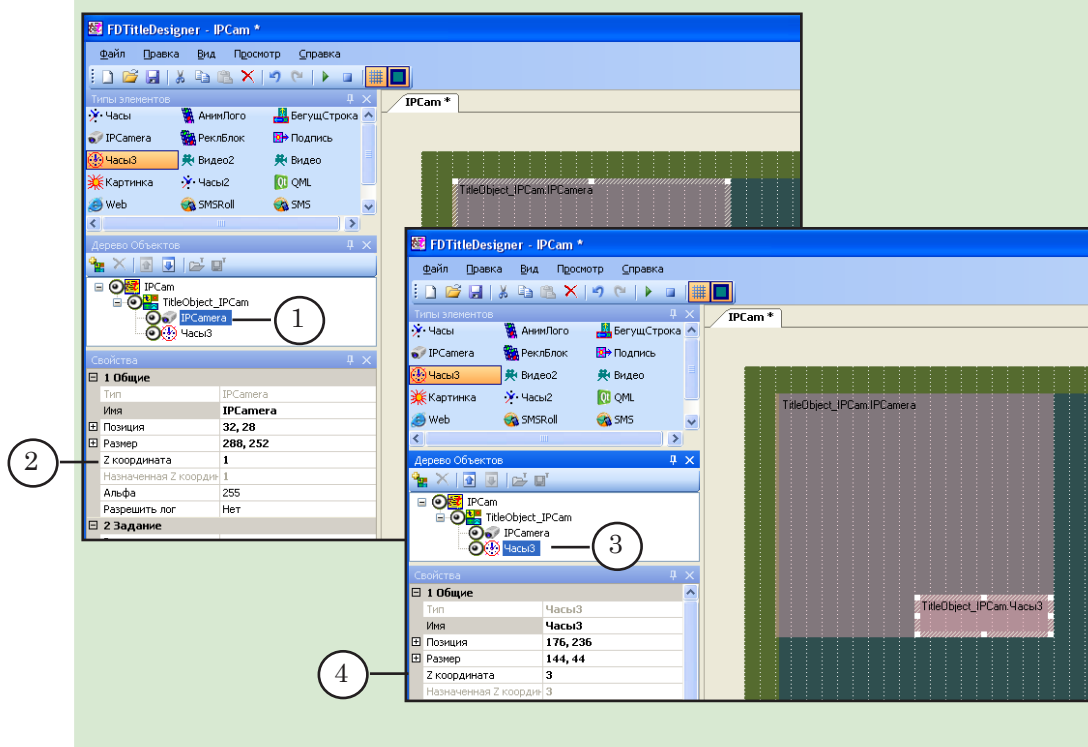 FDTitleDesigner - IPCam *
Файл Правка Вид Просмотр Справка
Типы элементов
IPCam *
Часы АнимЛого БегущСтрока
IPCamera РеклБлок Подпись
Часы3 Видео2 Видео
Картинка Часы2 QML
Web SMSRoll SMS
TitleObject_IPCam.IPCamera
Дерево Объектов
IPCam
TitleObject_IPCam
IPCamera
Часы3
1
Свойства
1 Общие
Тип IPCamera
Имя IPCamera
Позиция 32, 28
Размер 288, 252
Z координата 1
Назначенная Z координ 1
Альфа 255
Разрешить лог Нет
2 Задание
2
FDTitleDesigner - IPCam *
Файл Правка Вид Просмотр Справка
Типы элементов
IPCam *
Часы АнимЛого БегущСтрока
IPCamera РеклБлок Подпись
Часы3 Видео2 Видео
Картинка Часы2 QML
Web SMSRoll SMS
TitleObject_IPCam.IPCamera
Дерево Объектов
IPCam
TitleObject_IPCam
IPCamera
Часы3
3
TitleObject_IPCam.Часы3
Свойства
1 Общие
Тип Часы3
Имя Часы3
Позиция 176, 236
Размер 144, 44
Z координата 3
Назначенная Z координ 3
4